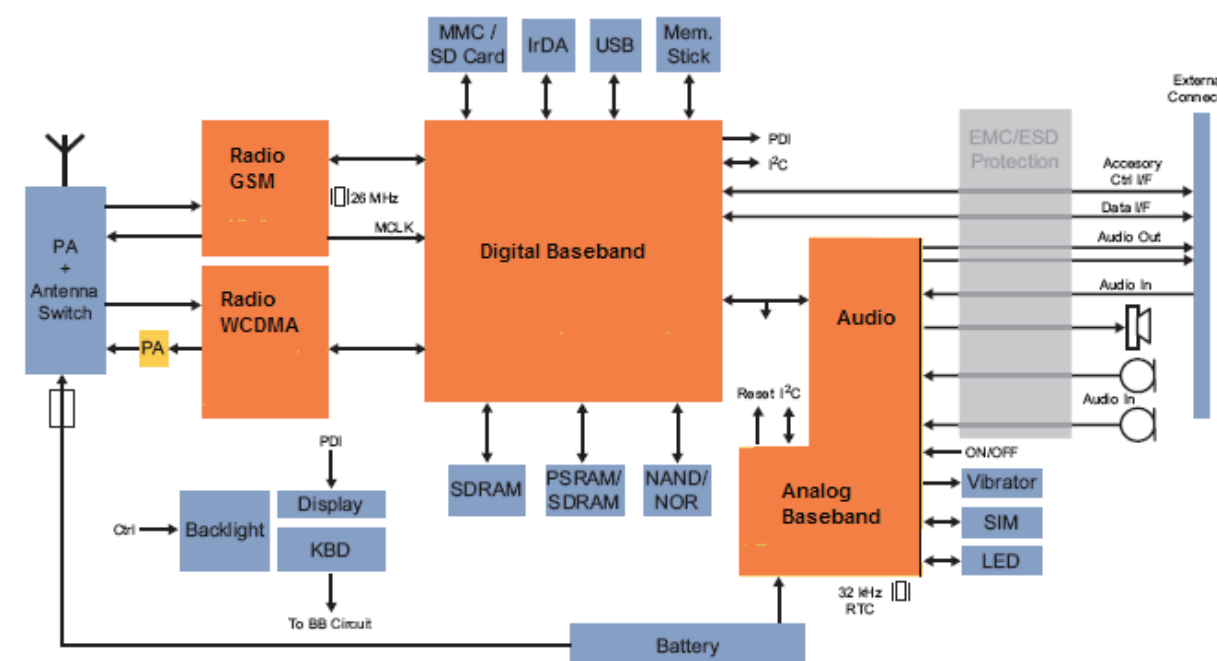 MMC /
SD Card
IrDA
USB
Mem.
Stick
Externa
Connec
Radio
GSM
26 MHz
MCLK
PA
+
Antenna
Switch
Radio
WCDMA
PA
Digital Baseband
PDI
I²C
EMC/ESD
Protection
Accesory
Ctrl I/F
Data I/F
Audio Out
Audio In
Audio
Audio In
Reset I²C
ON/OFF
Analog
Baseband
Vibrator
SIM
LED
32 kHz
RTC
SDRAM
PSRAM/
SDRAM
NAND/
NOR
PDI
Display
Ctrl
Backlight
KBD
To BB Circuit
Battery